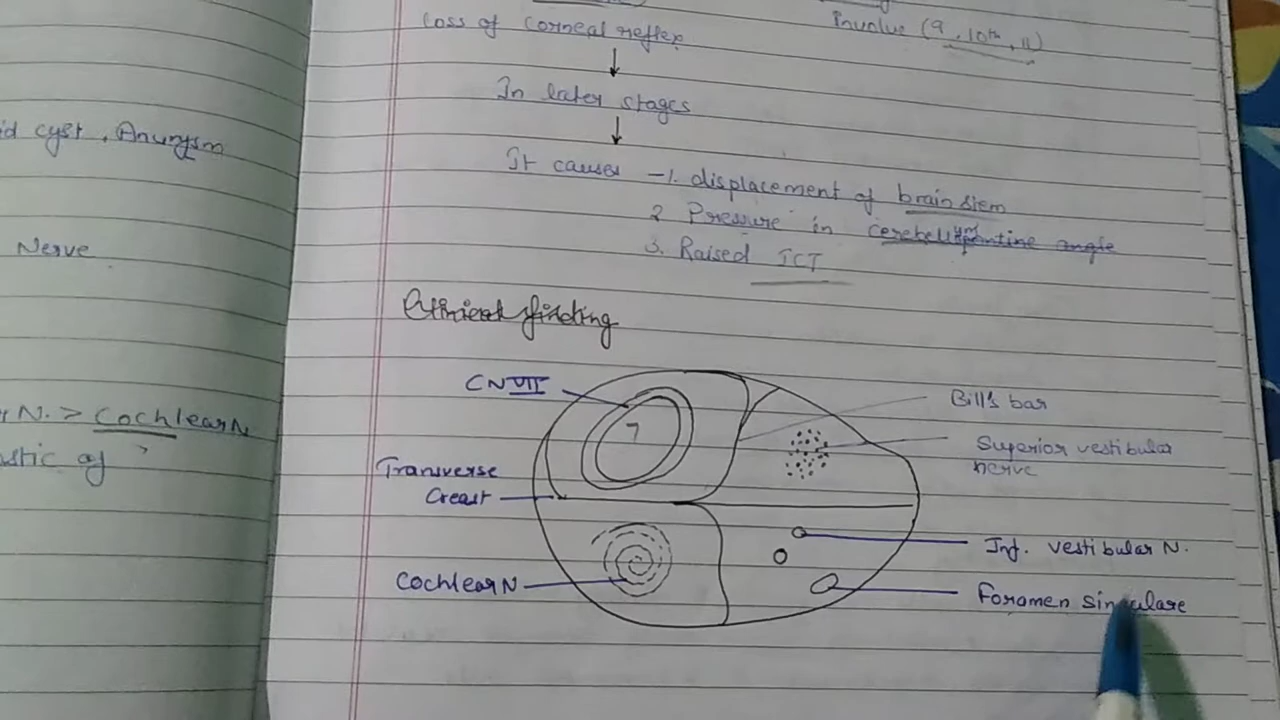 id cyst, Anurysm
Nerve
N. > Cochlear N
stic of
Loss of corneal reflex
involve (9, 10th, 11)
In later stages
It causes - 1. displacement of brain stem
2 Pressure in cerebellopontine angle
3. Raised ICT
Clinical finding
CN VII
7
Bill's bar
Superior vestibular
nerve
Transverse
Creast
Inf. vestibular N.
Cochlear N
Foramen singulare